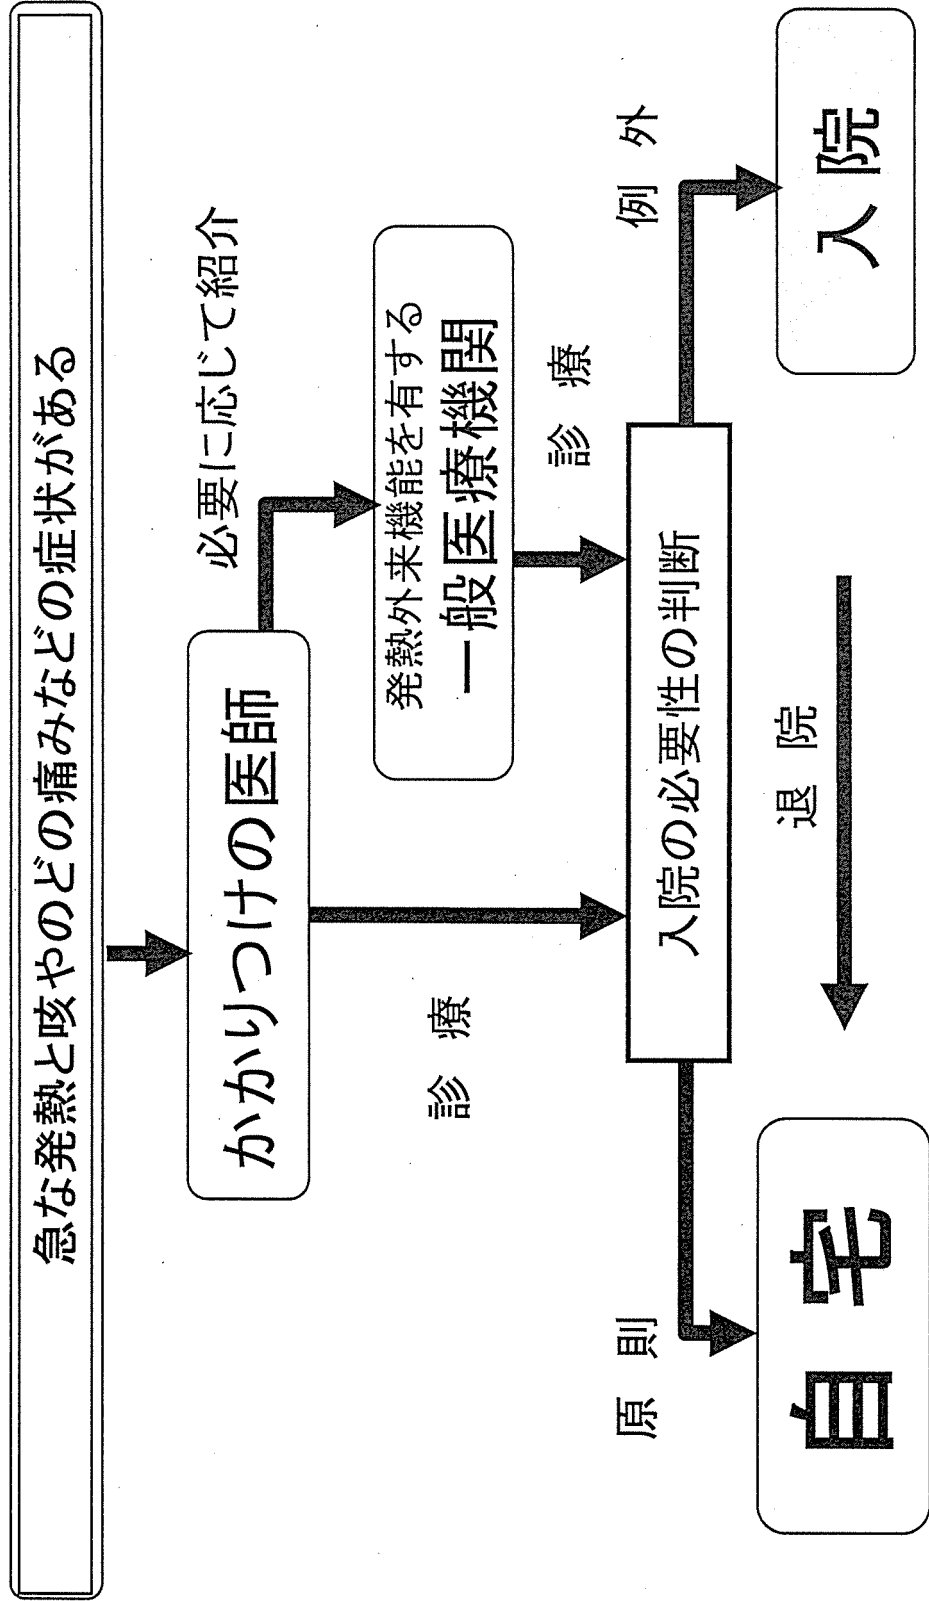 急な発熱と咳やのどの痛みなどの症状がある
かかりつけの医師
必要に応じて紹介
発熱外来機能を有する
一般医療機関
診療
診療
入院の必要性の判断
原則
例外
自宅
退院
入院